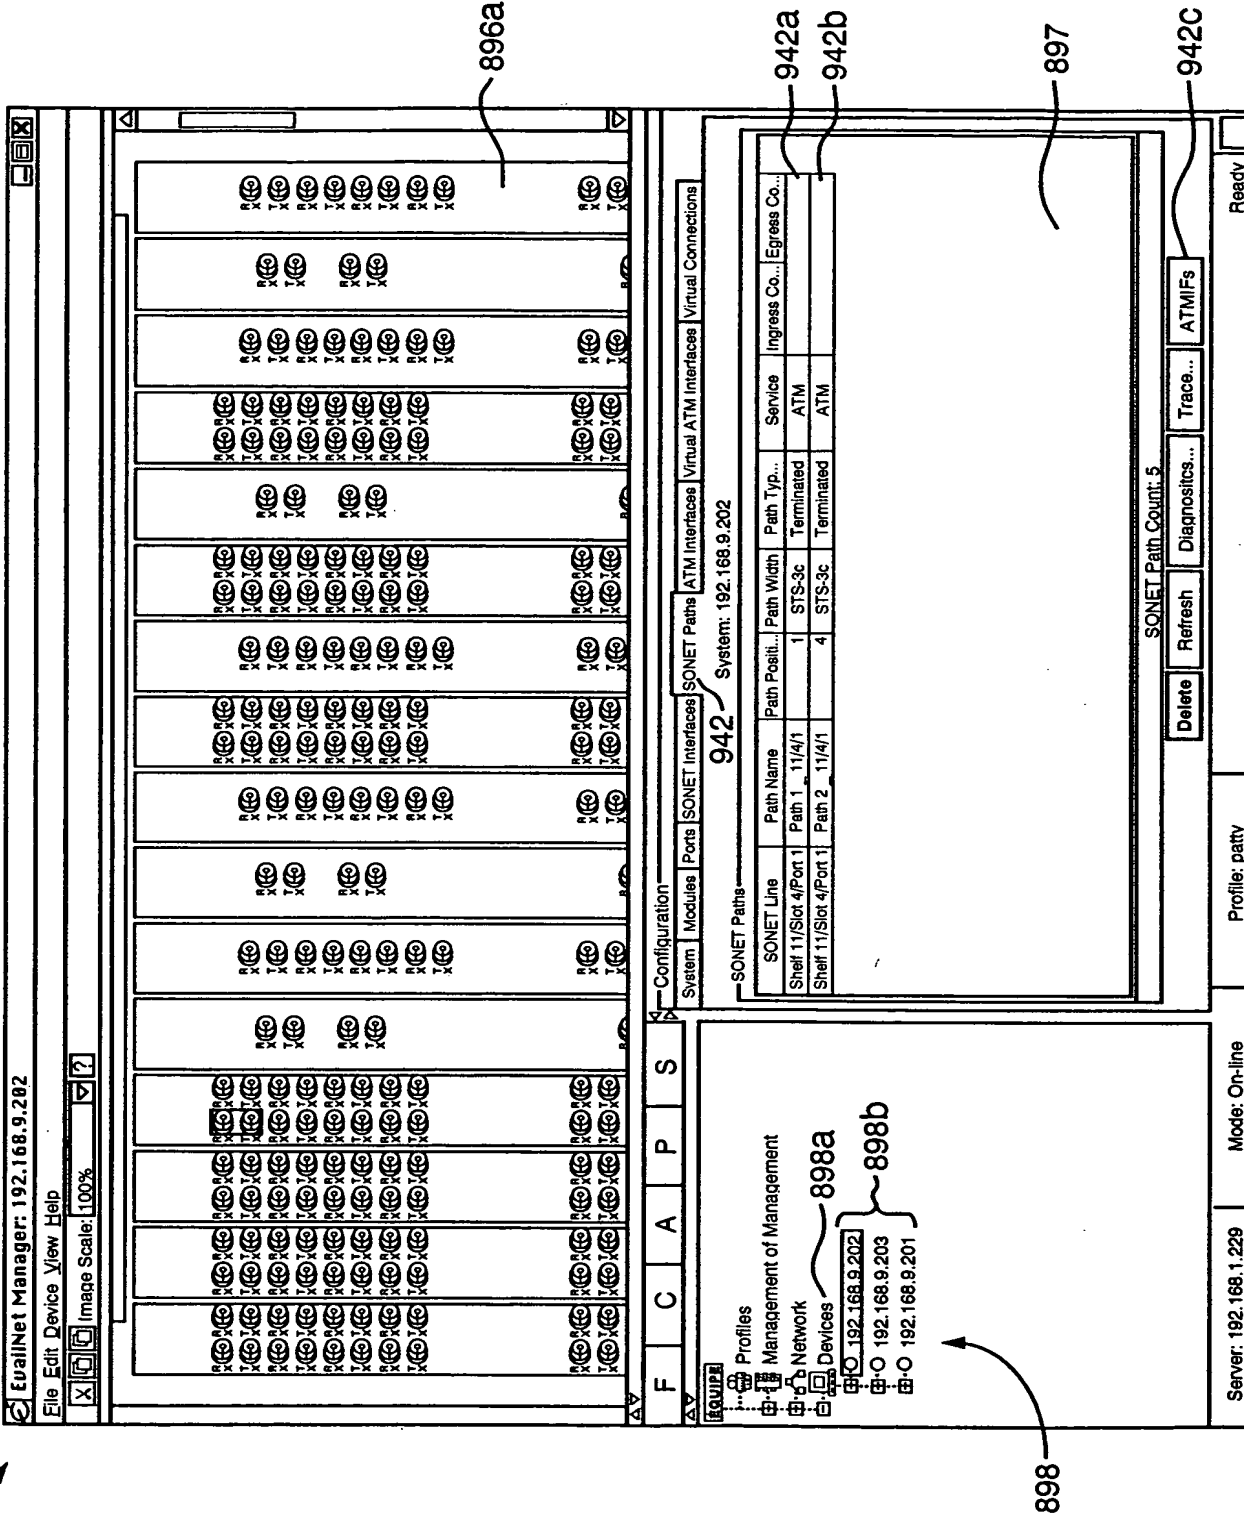 EvailNet Manager: 192.168.9.202
File Edit Device View Help
Image Scale: 100%
?
896a
F C A P S
EQUIPE
Profiles
Management of Management
Network
Devices
192.168.9.202
192.168.9.203
192.168.9.201
898a
898b
898
Configuration
System Modules Ports SONET Interfaces SONET Paths ATM Interfaces Virtual ATM Interfaces Virtual Connections
942
System: 192.168.9.202
SONET Paths
SONET Line Path Name Path Positi... Path Width Path Typ... Service Ingress Co... Egress Co...
Shelf 11/Slot 4/Port 1 Path 1_ 11/4/1 1 STS-3c Terminated ATM
Shelf 11/Slot 4/Port 1 Path 2_ 11/4/1 4 STS-3c Terminated ATM
942a
942b
897
SONET Path Count: 5
Delete Refresh Diagnositcs... Trace... ATMIFs
942c
Server: 192.168.1.229 Mode: On-line Profile: patty Ready